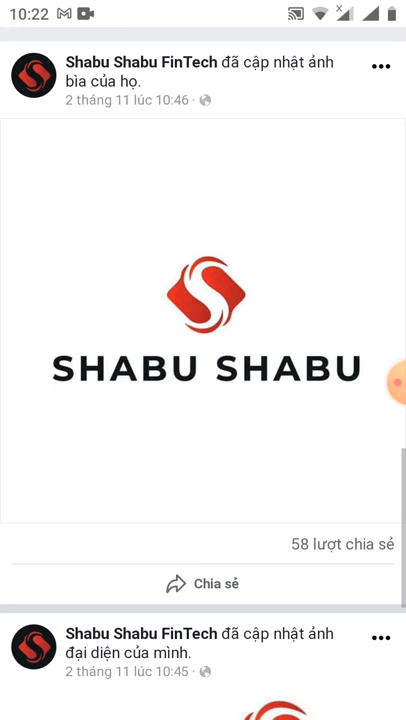 10:22
Shabu Shabu FinTech đã cập nhật ảnh
bìa của họ.
2 tháng 11 lúc 10:46 ·
SHABU SHABU
58 lượt chia sẻ
Chia sẻ
Shabu Shabu FinTech đã cập nhật ảnh
đại diện của mình.
2 tháng 11 lúc 10:45 ·